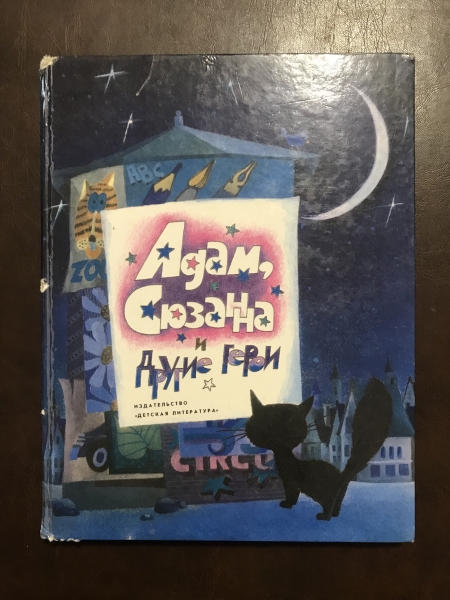 ABC
ZOO
Адам,
Сюзанна
и
Другие герои
ИЗДАТЕЛЬСТВО
«ДЕТСКАЯ ЛИТЕРАТУРА»